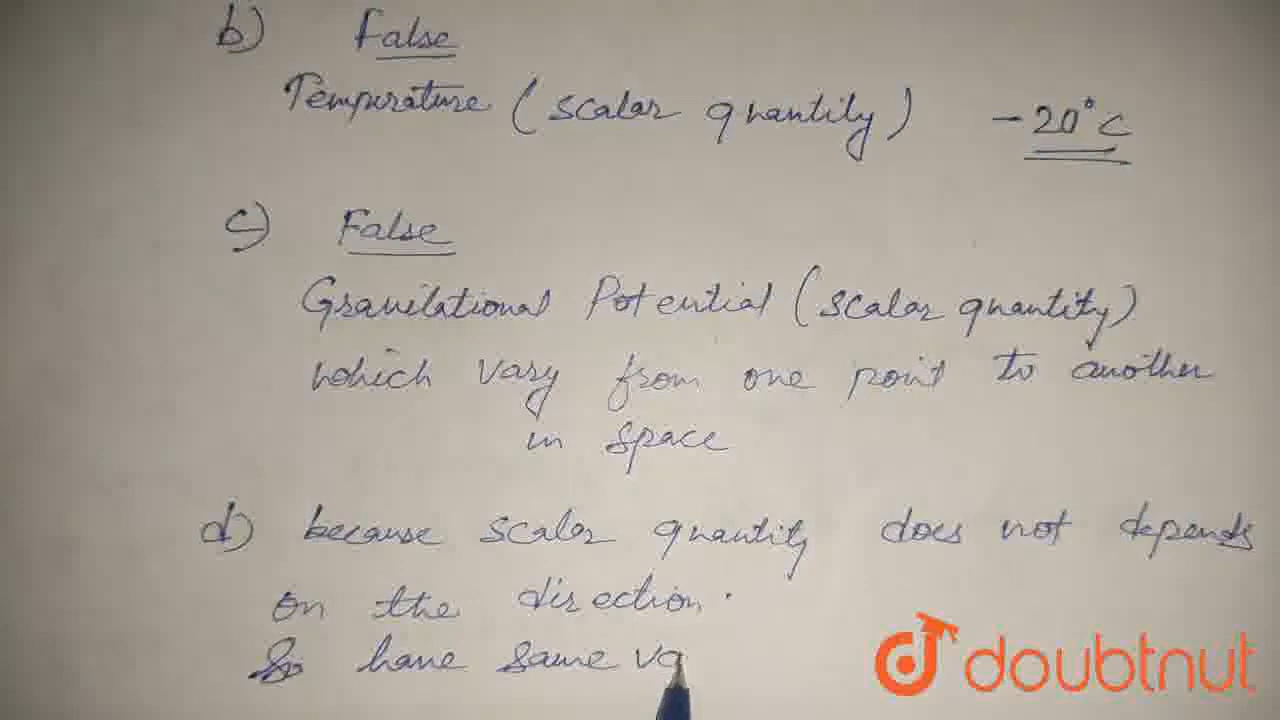 b) False
Temperature (scalar quantity) -20°C
c) False
Gravitational Potential (scalar quantity)
which vary from one point to another
in space
d) because scalar quantity does not depends
on the direction.
So have same va
doubtnut